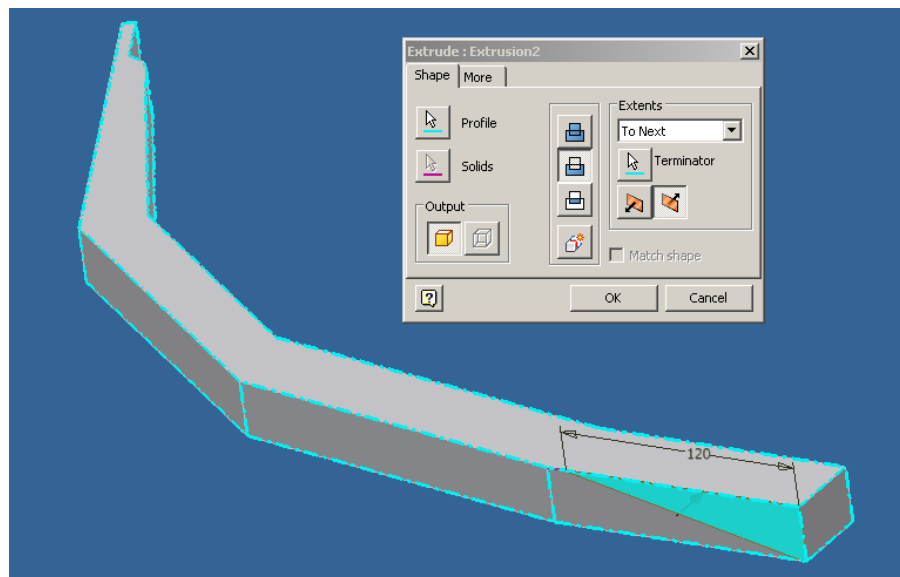 Extrude : Extrusion2
Shape
More
Profile
Solids
Output
Extents
To Next
Terminator
Match shape
?
OK
Cancel
120